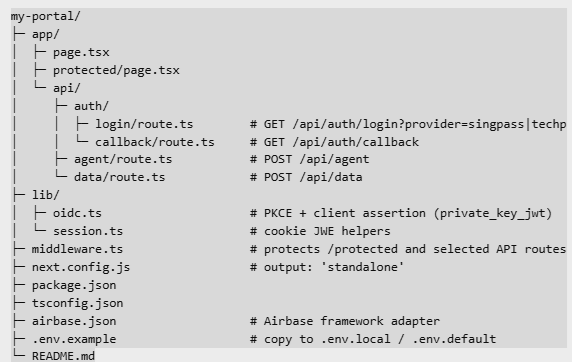 my-portal/
├─ app/
│  ├─ page.tsx
│  ├─ protected/page.tsx
│  └─ api/
│     ├─ auth/
│     │  ├─ login/route.ts        # GET /api/auth/login?provider=singpass|techp
│     │  └─ callback/route.ts     # GET /api/auth/callback
│     ├─ agent/route.ts           # POST /api/agent
│     └─ data/route.ts            # POST /api/data
├─ lib/
│  ├─ oidc.ts                     # PKCE + client assertion (private_key_jwt)
│  └─ session.ts                  # cookie JWE helpers
├─ middleware.ts                  # protects /protected and selected API routes
├─ next.config.js                 # output: 'standalone'
├─ package.json
├─ tsconfig.json
├─ airbase.json                   # Airbase framework adapter
├─ .env.example                   # copy to .env.local / .env.default
└─ README.md